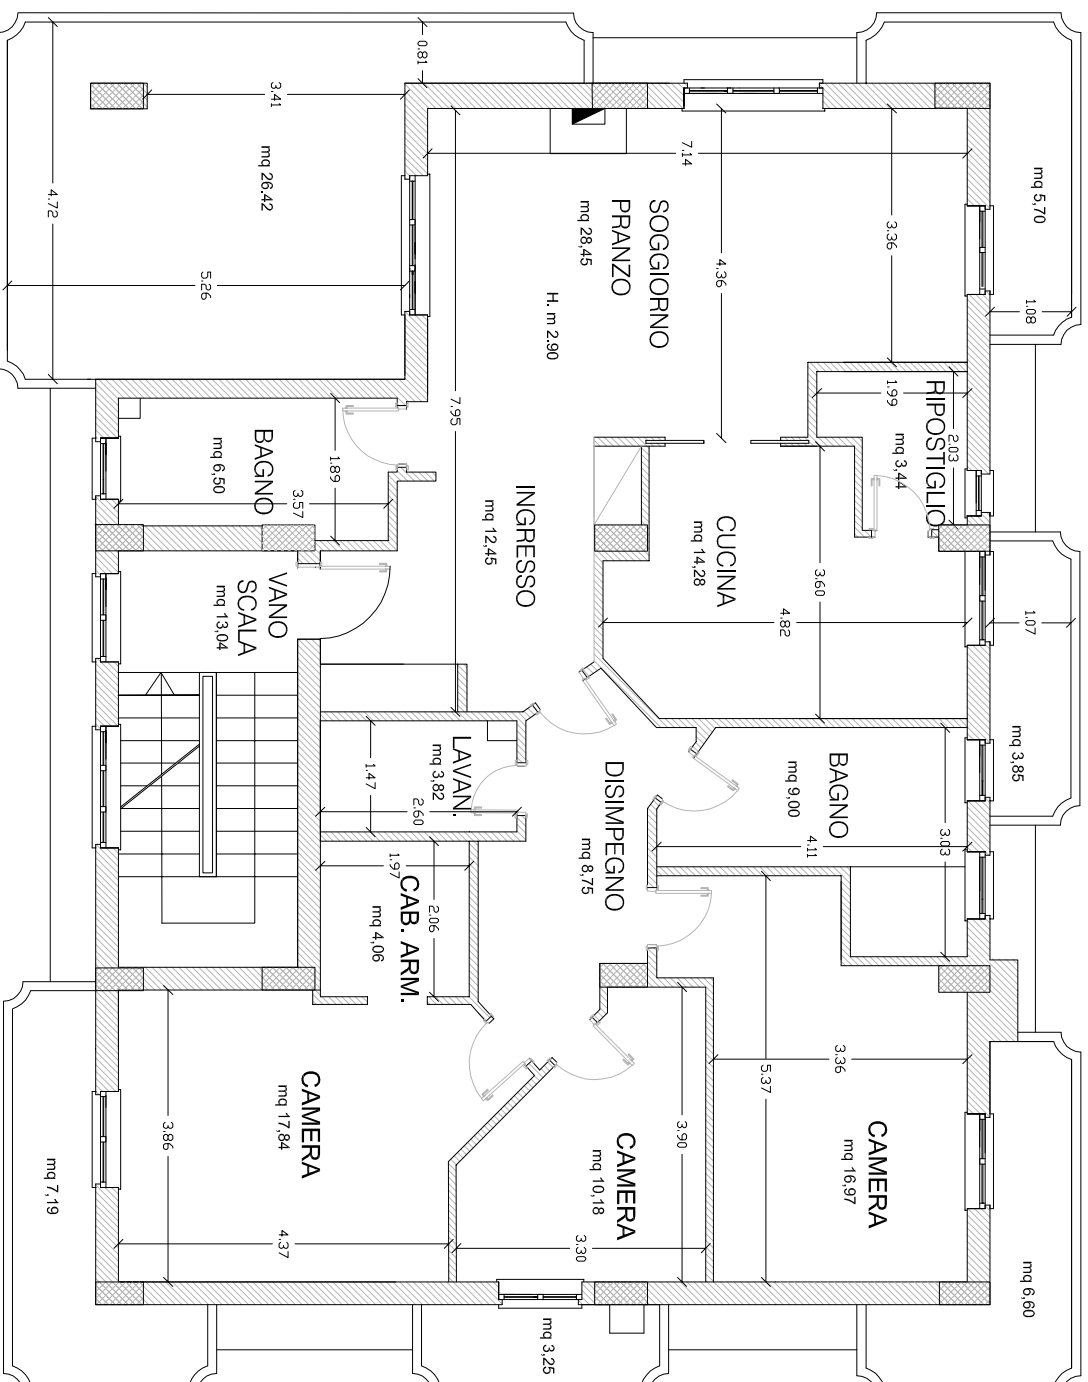 0.81
3.41
mq 26.42
4.72
5.26
7.14
SOGGIORNO
PRANZO
mq 28,45
H. m 2.90
4.36
3.36
mq 5,70
1.08
7.95
1.99
RIPOSTIGLIO
2.03
mq 3,44
BAGNO
mq 6,50
1.89
3.57
INGRESSO
mq 12,45
CUCINA
mq 14,28
3.60
4.82
1.07
VANO
SCALA
mq 13,04
LAVAN.
mq 3,82
1.47
2.60
DISIMPEGNO
mq 8,75
BAGNO
mq 9,00
4.11
3.03
mq 3,85
1.97
2.06
CAB. ARM.
mq 4,06
3.36
5.37
3.90
CAMERA
mq 17,84
3.86
4.37
CAMERA
mq 10,18
3.30
CAMERA
mq 16,97
mq 7,19
mq 3,25
mq 6,60